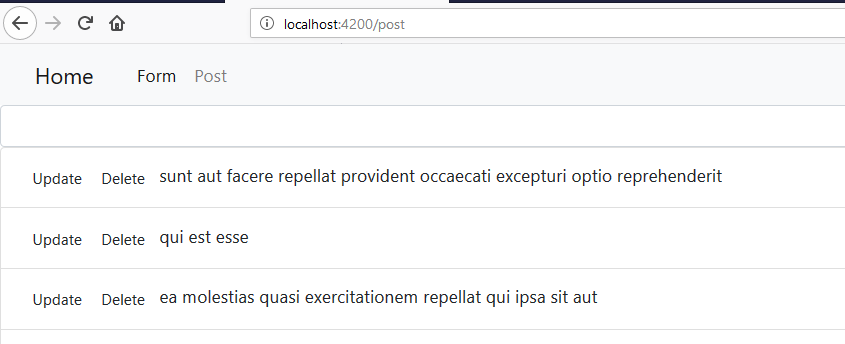 localhost:4200/post
Home Form Post
Update Delete sunt aut facere repellat provident occaecati excepturi optio reprehenderit
Update Delete qui est esse
Update Delete ea molestias quasi exercitationem repellat qui ipsa sit aut